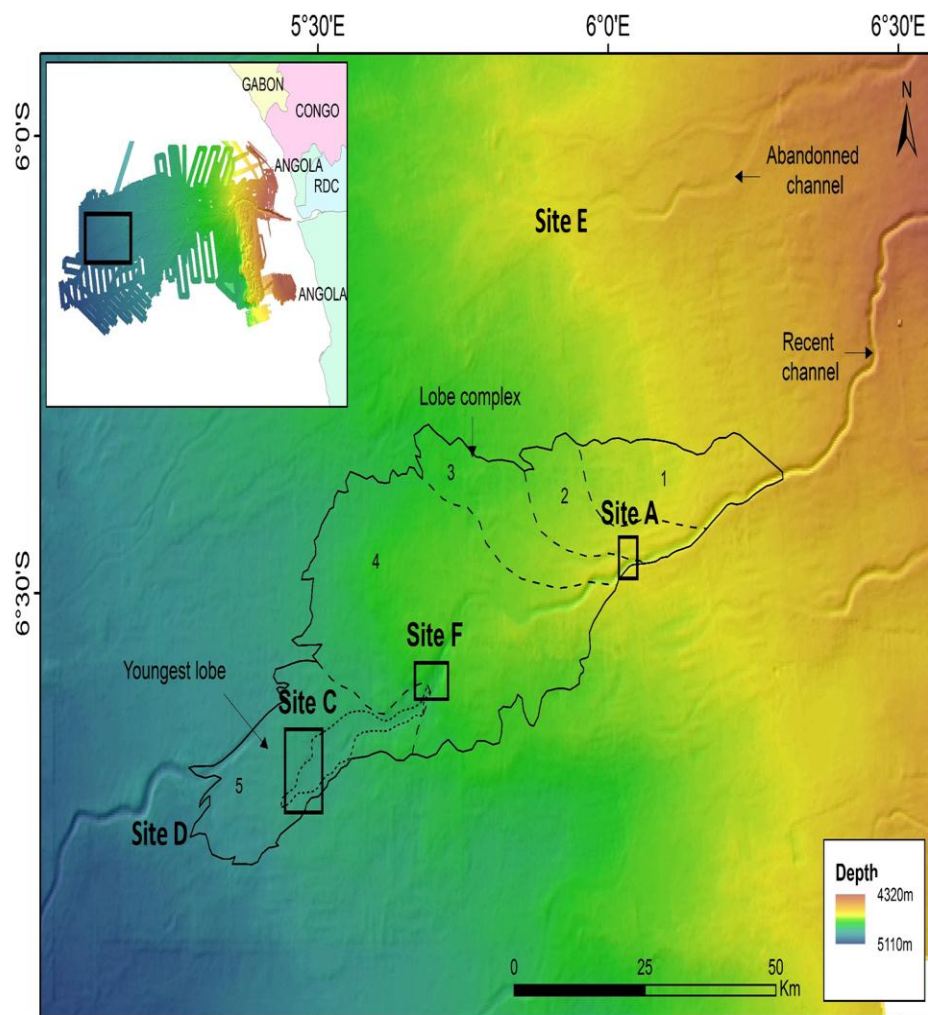 5°30'E
6°0'E
6°30'E
N
6°0'S
6°30'S
GABON
CONGO
ANGOLA
RDC
ANGOLA
Abandonned
channel
Site E
Recent
channel
Lobe complex
3
1
2
Site A
4
Site F
Youngest lobe
Site C
5
Site D
Depth
4320m
5110m
0
25
50
Km